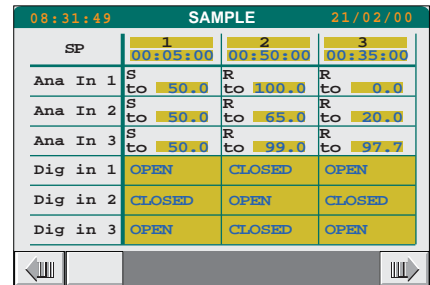 08:31:49 SAMPLE 21/02/00
SP 1 2 3
00:05:00 00:50:00 00:35:00
Ana In 1 S to 50.0 R to 100.0 R to 0.0
Ana In 2 S to 50.0 R to 65.0 R to 20.0
Ana In 3 S to 50.0 R to 99.0 R to 97.7
Dig in 1 OPEN CLOSED OPEN
Dig in 2 CLOSED OPEN CLOSED
Dig in 3 OPEN CLOSED OPEN